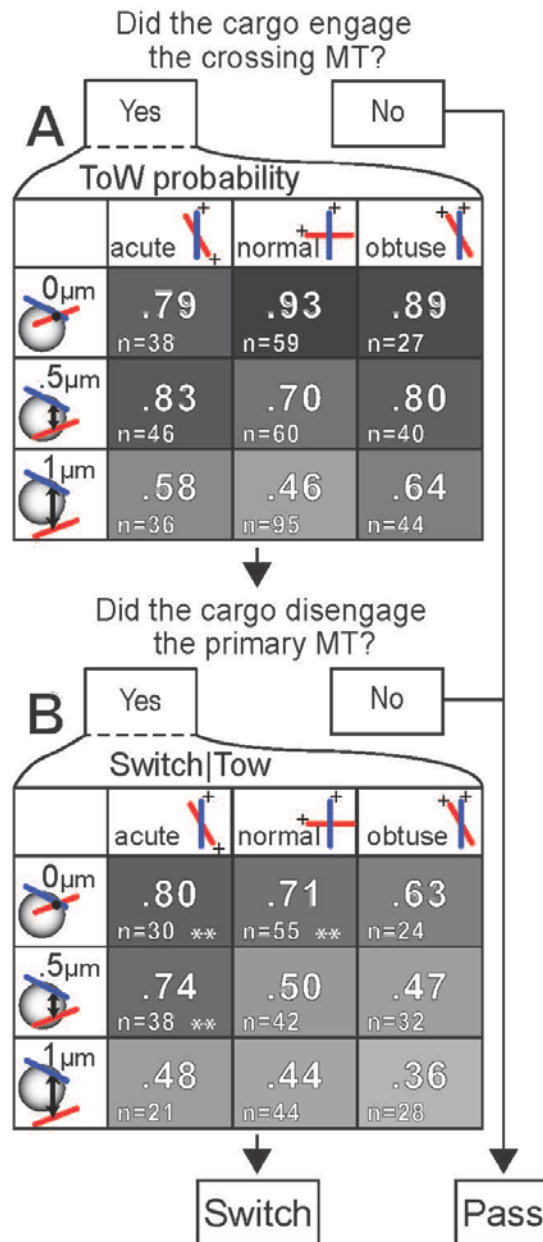 Did the cargo engage
the crossing MT?
A
Yes
No
ToW probability
acute + +
normal + +
obtuse + +
0µm
.79
n=38
.93
n=59
.89
n=27
.5µm
.83
n=46
.70
n=60
.80
n=40
1µm
.58
n=36
.46
n=95
.64
n=44
Did the cargo disengage
the primary MT?
B
Yes
No
Switch|Tow
acute + +
normal + +
obtuse + +
0µm
.80
n=30 **
.71
n=55 **
.63
n=24
.5µm
.74
n=38 **
.50
n=42
.47
n=32
1µm
.48
n=21
.44
n=44
.36
n=28
Switch
Pass